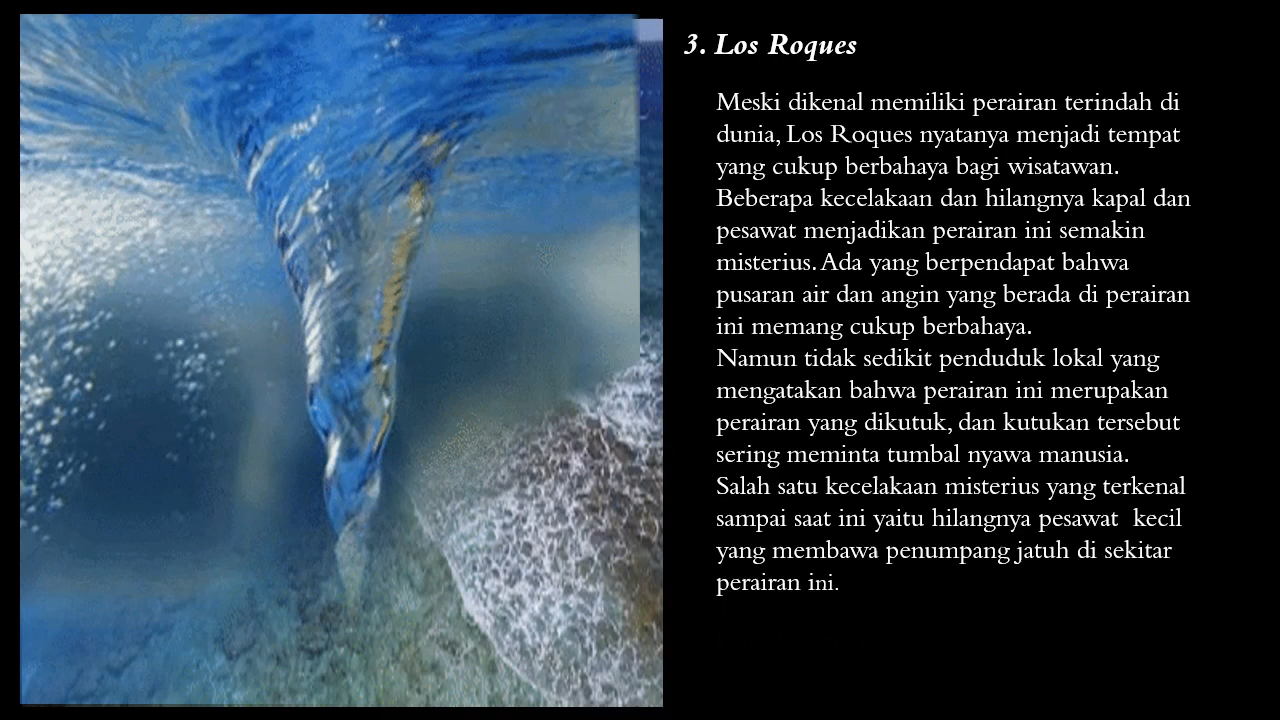 3. Los Roques
Meski dikenal memiliki perairan terindah di
dunia, Los Roques nyatanya menjadi tempat
yang cukup berbahaya bagi wisatawan.
Beberapa kecelakaan dan hilangnya kapal dan
pesawat menjadikan perairan ini semakin
misterius. Ada yang berpendapat bahwa
pusaran air dan angin yang berada di perairan
ini memang cukup berbahaya.
Namun tidak sedikit penduduk lokal yang
mengatakan bahwa perairan ini merupakan
perairan yang dikutuk, dan kutukan tersebut
sering meminta tumbal nyawa manusia.
Salah satu kecelakaan misterius yang terkenal
sampai saat ini yaitu hilangnya pesawat  kecil
yang membawa penumpang jatuh di sekitar
perairan ini.